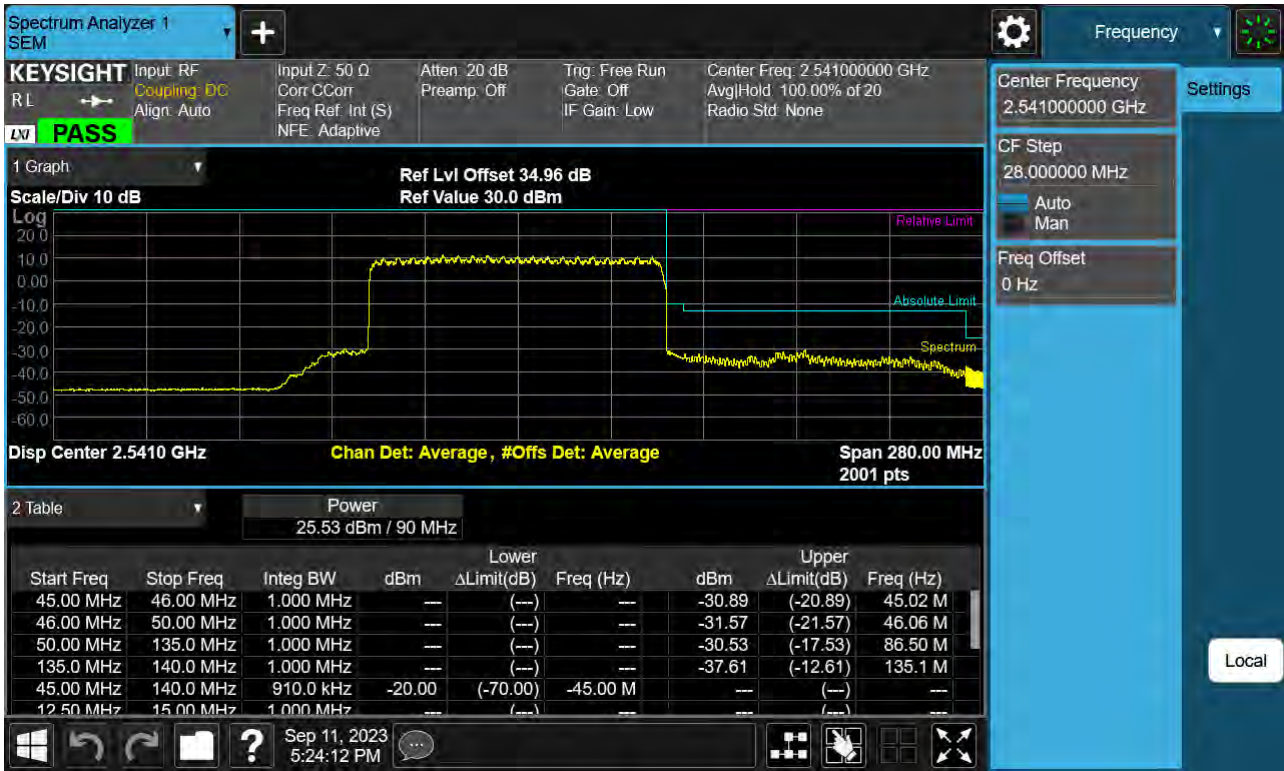 Spectrum Analyzer 1
SEM
Frequency
KEYSIGHT
R L
LXI PASS
Input: RF
Coupling: DC
Align: Auto
Input Z: 50 Ω
Corr CCorr
Freq Ref: Int (S)
NFE: Adaptive
Atten: 20 dB
Preamp: Off
Trig: Free Run
Gate: Off
IF Gain: Low
Center Freq: 2.541000000 GHz
Avg|Hold: 100.00% of 20
Radio Std: None
Center Frequency
2.541000000 GHz
Settings
CF Step
28.000000 MHz
Auto
Man
Freq Offset
0 Hz
Local
1 Graph
Scale/Div 10 dB
Ref Lvl Offset 34.96 dB
Ref Value 30.0 dBm
Log
20.0
10.0
0.00
-10.0
-20.0
-30.0
-40.0
-50.0
-60.0
Relative Limit
Absolute Limit
Spectrum
Disp Center 2.5410 GHz
Chan Det: Average, #Offs Det: Average
Span 280.00 MHz
2001 pts
2 Table
Power
25.53 dBm / 90 MHz
Lower Upper
Start Freq Stop Freq Integ BW dBm ΔLimit(dB) Freq (Hz) dBm ΔLimit(dB) Freq (Hz)
45.00 MHz 46.00 MHz 1.000 MHz --- (---) --- -30.89 (-20.89) 45.02 M
46.00 MHz 50.00 MHz 1.000 MHz --- (---) --- -31.57 (-21.57) 46.06 M
50.00 MHz 135.0 MHz 1.000 MHz --- (---) --- -30.53 (-17.53) 86.50 M
135.0 MHz 140.0 MHz 1.000 MHz --- (---) --- -37.61 (-12.61) 135.1 M
45.00 MHz 140.0 MHz 910.0 kHz -20.00 (-70.00) -45.00 M --- (---) ---
12.50 MHz 15.00 MHz 1.000 MHz --- (---) --- --- (---) ---
Sep 11, 2023
5:24:12 PM